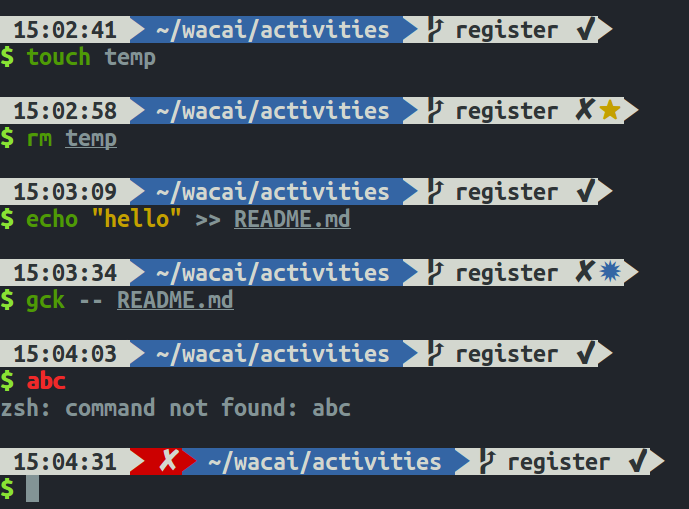 15:02:41 ~/wacai/activities register ✔
$ touch temp
15:02:58 ~/wacai/activities register ✘★
$ rm temp
15:03:09 ~/wacai/activities register ✔
$ echo "hello" >> README.md
15:03:34 ~/wacai/activities register ✘✹
$ gck -- README.md
15:04:03 ~/wacai/activities register ✔
$ abc
zsh: command not found: abc
15:04:31 ✘ ~/wacai/activities register ✔
$